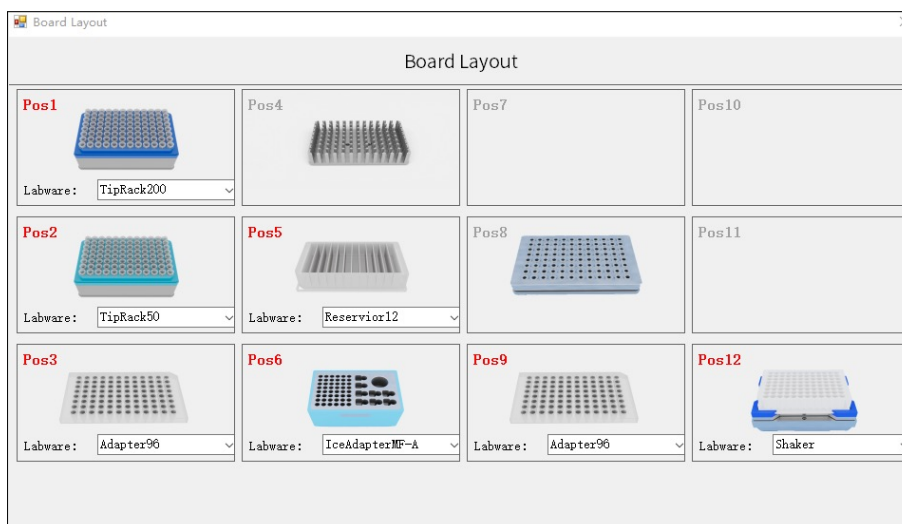 Board Layout
Board Layout
Pos1
Pos4
Pos7
Pos10
Labware: TipRack200
Pos2
Pos5
Pos8
Pos11
Labware: TipRack50
Labware: Reservior12
Pos3
Pos6
Pos9
Pos12
Labware: Adapter96
Labware: IceAdapterMF-A
Labware: Adapter96
Labware: Shaker